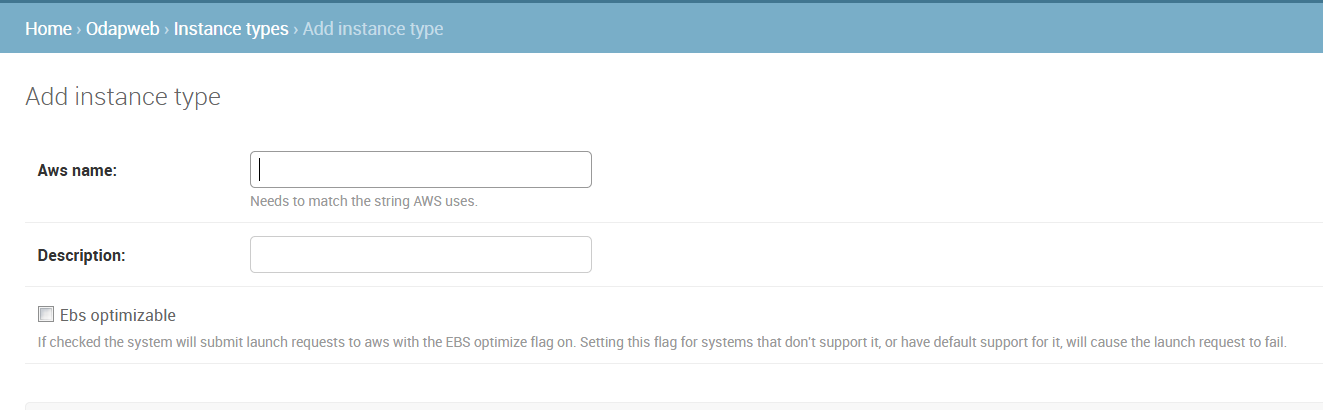 Home › Odapweb › Instance types › Add instance type
Add instance type
Aws name:
Needs to match the string AWS uses.
Description:
Ebs optimizable
If checked the system will submit launch requests to aws with the EBS optimize flag on. Setting this flag for systems that don't support it, or have default support for it, will cause the launch request to fail.